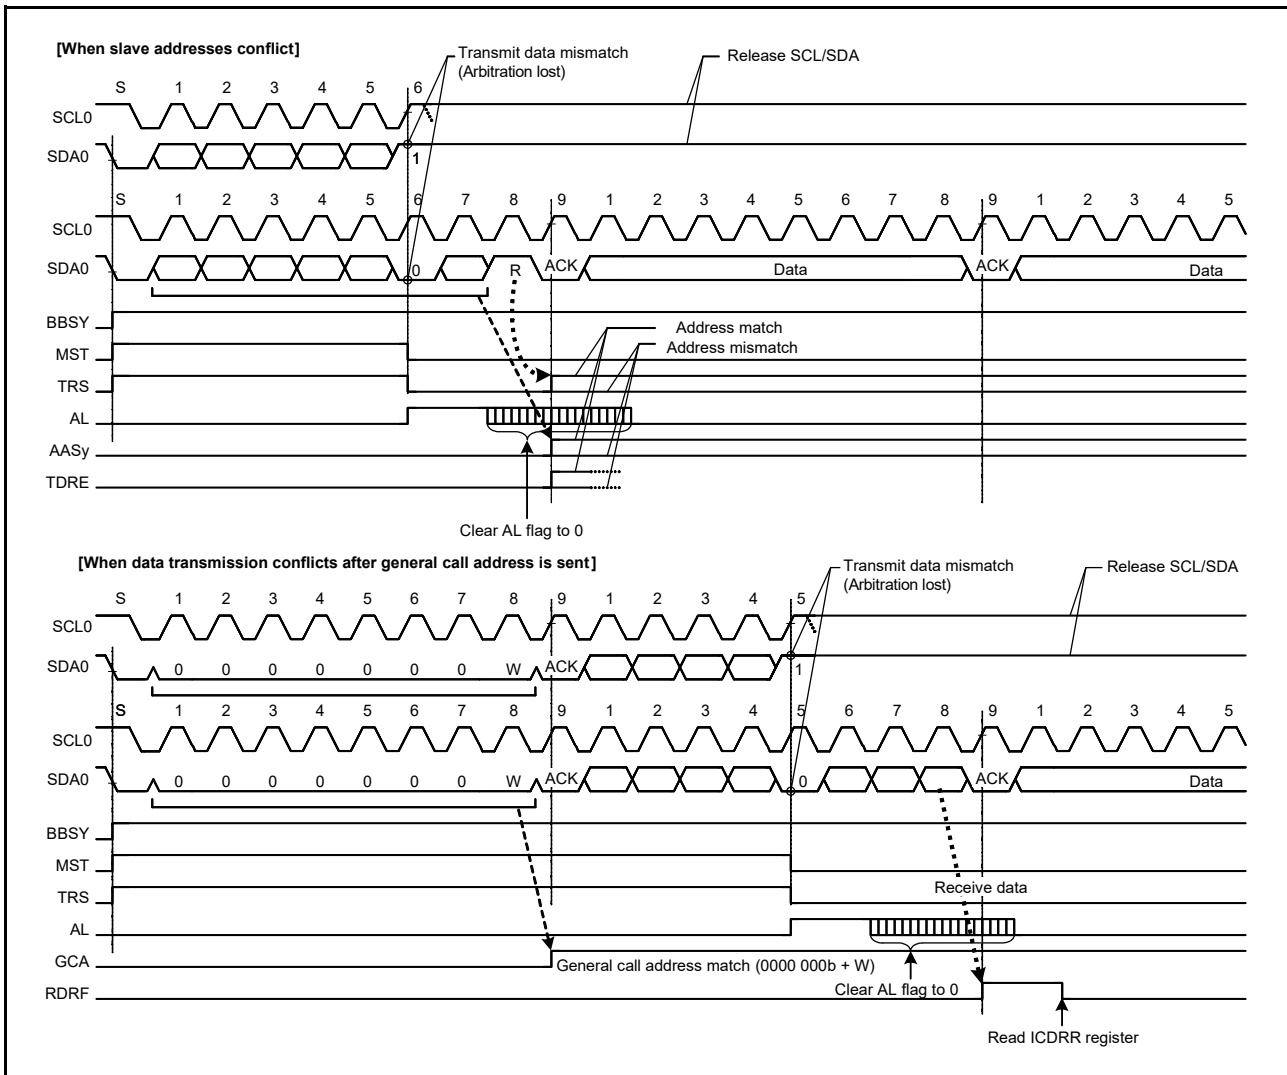 [When slave addresses conflict]
Transmit data mismatch
(Arbitration lost)
Release SCL/SDA
S 1 2 3 4 5 6
SCL0
SDA0
1
S 1 2 3 4 5 6 7 8 9 1 2 3 4 5 6 7 8 9 1 2 3 4 5
SCL0
SDA0 0 R ACK Data ACK Data
BBSY
Address match
MST
Address mismatch
TRS
AL
AASy
TDRE
Clear AL flag to 0
[When data transmission conflicts after general call address is sent]
Transmit data mismatch
(Arbitration lost)
Release SCL/SDA
S 1 2 3 4 5 6 7 8 9 1 2 3 4 5
SCL0
SDA0 0 0 0 0 0 0 0 W ACK 1
S 1 2 3 4 5 6 7 8 9 1 2 3 4 5 6 7 8 9 1 2 3 4 5
SCL0
SDA0 0 0 0 0 0 0 0 W ACK 0 ACK Data
BBSY
MST
TRS
Receive data
AL
GCA
General call address match (0000 000b + W)
Clear AL flag to 0
RDRF
Read ICDRR register